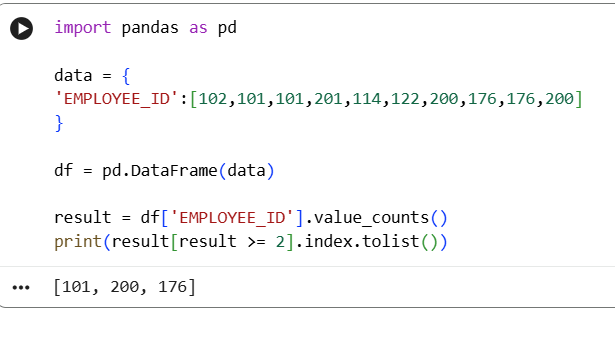 import pandas as pd
data = {
'EMPLOYEE_ID':[102,101,101,201,114,122,200,176,176,200]
}
df = pd.DataFrame(data)
result = df['EMPLOYEE_ID'].value_counts()
print(result[result >= 2].index.tolist())
[101, 200, 176]